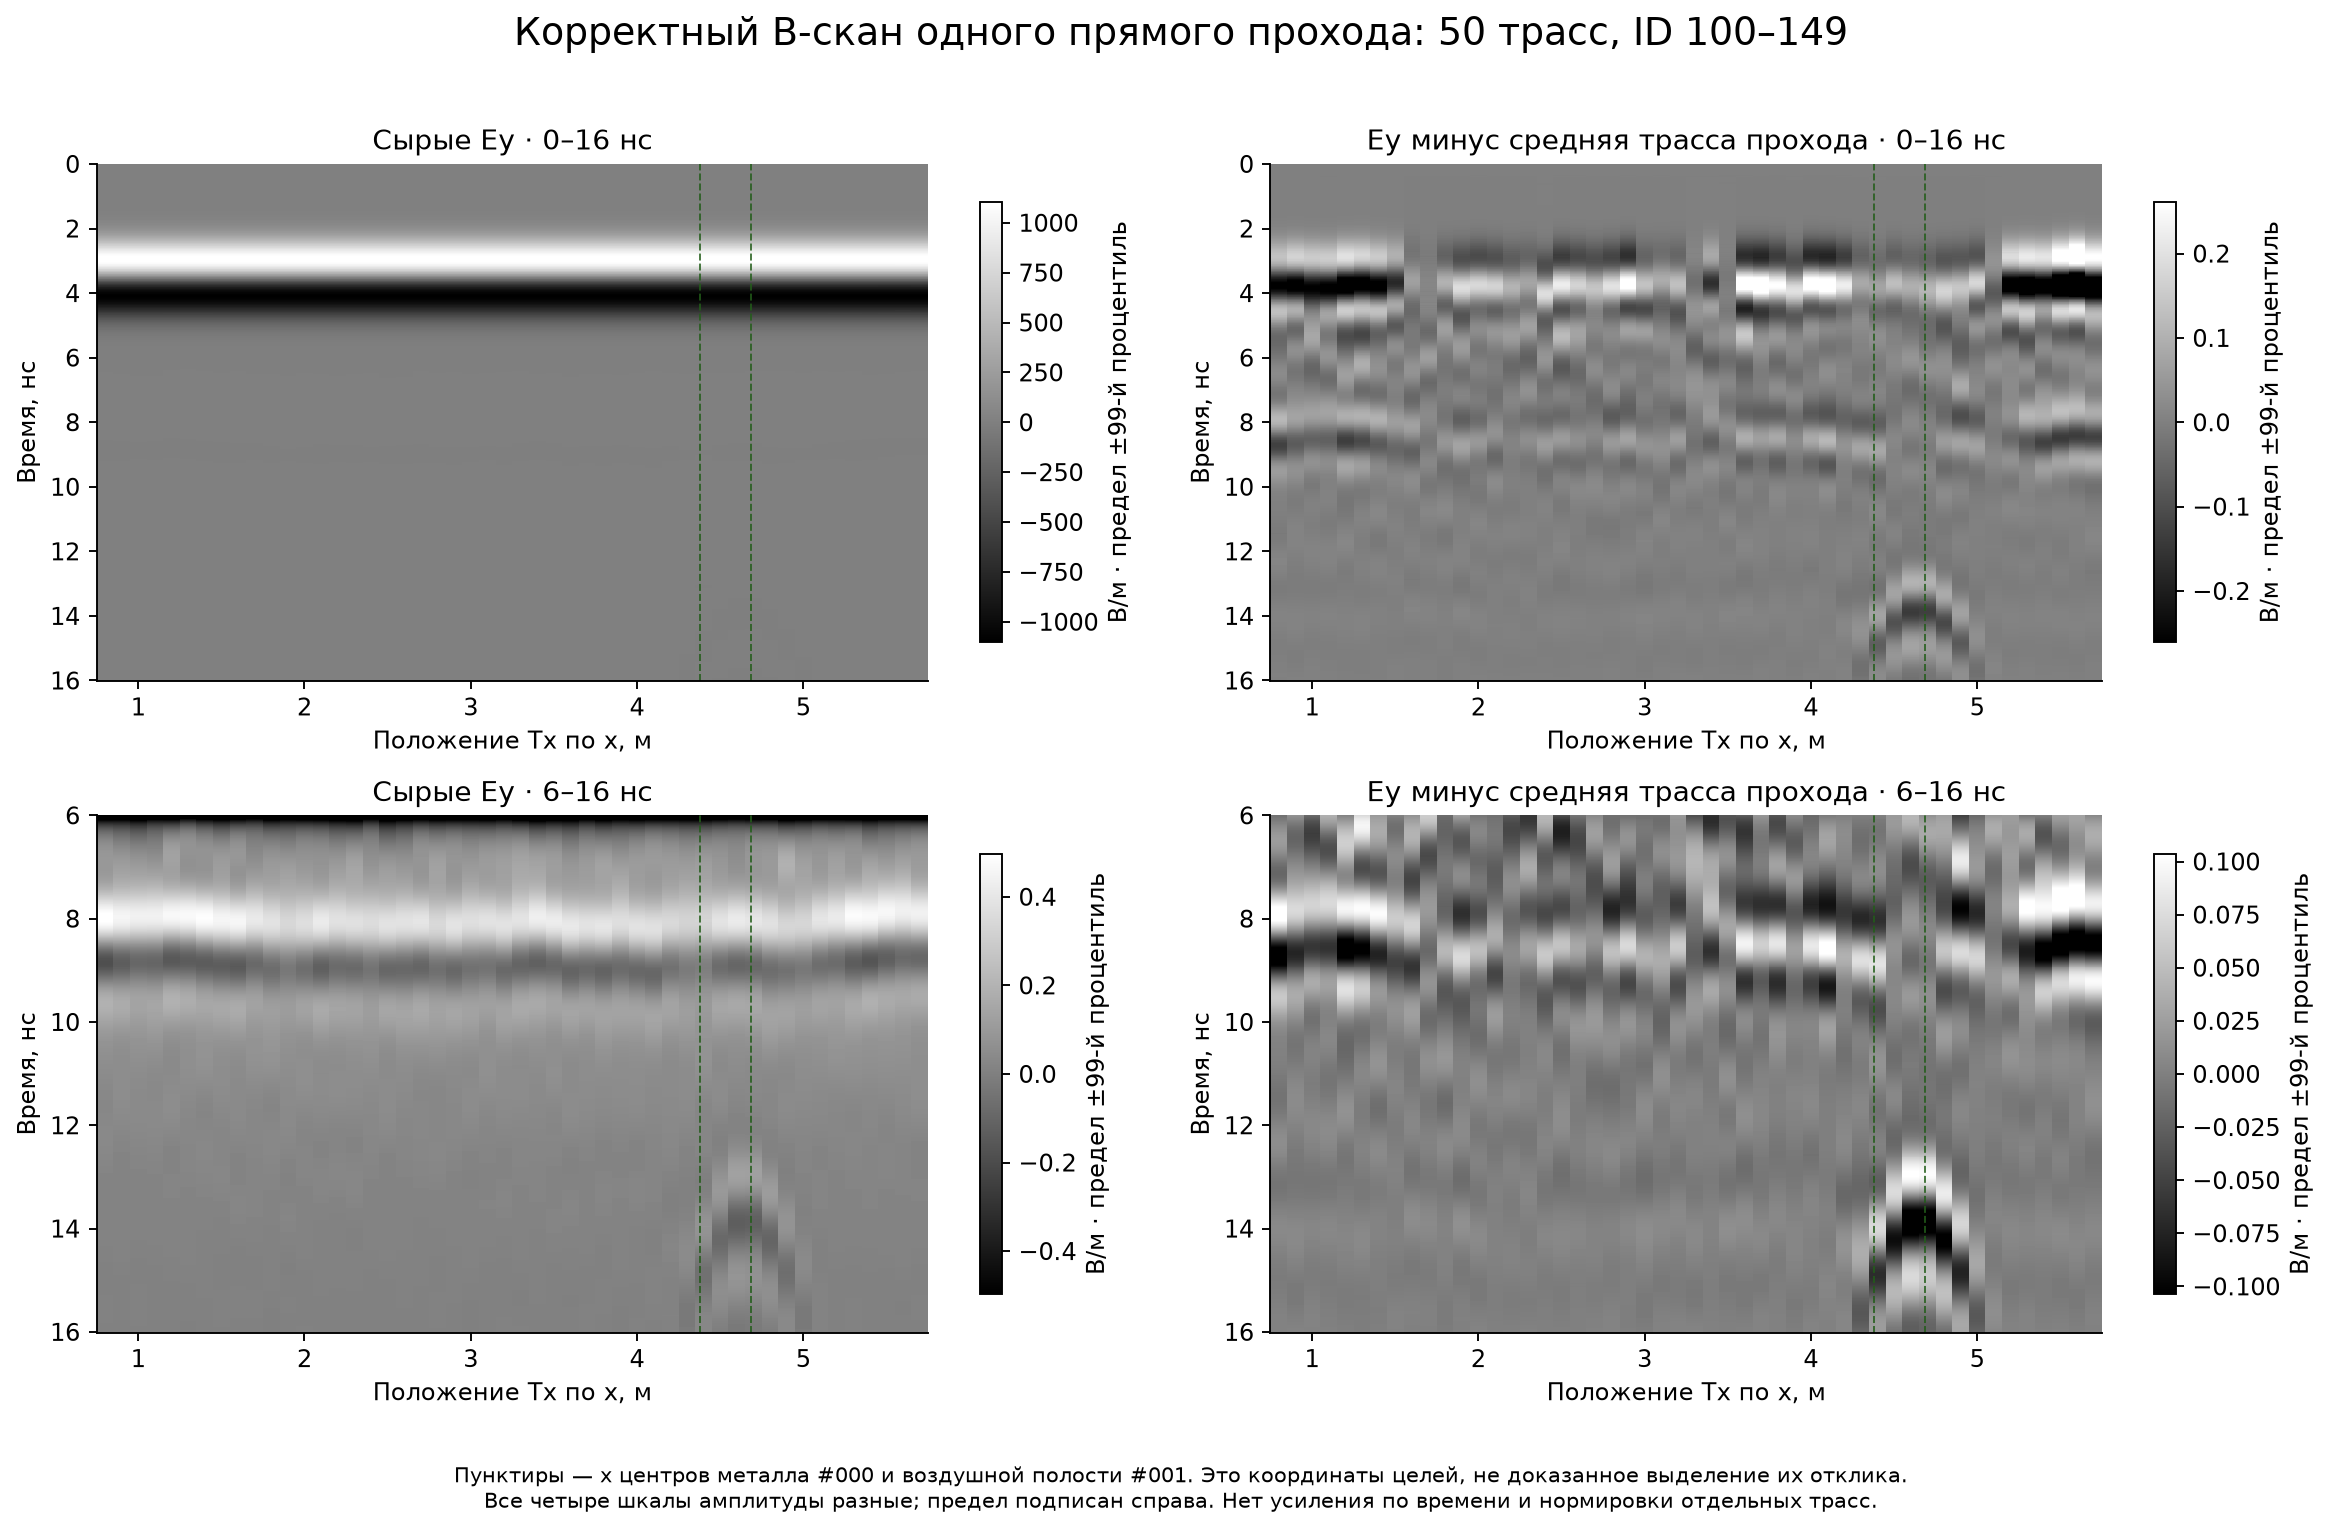 Корректный B-скан одного прямого прохода: 50 трасс, ID 100–149
Сырые Ey · 0–16 нс
0
2
4
6
8
10
12
14
16
Время, нс
1 2 3 4 5
Положение Tx по x, м
1000
750
500
250
0
−250
−500
−750
−1000
В/м · предел ±99-й процентиль
Ey минус средняя трасса прохода · 0–16 нс
0
2
4
6
8
10
12
14
16
Время, нс
1 2 3 4 5
Положение Tx по x, м
0.2
0.1
0.0
−0.1
−0.2
В/м · предел ±99-й процентиль
Сырые Ey · 6–16 нс
6
8
10
12
14
16
Время, нс
1 2 3 4 5
Положение Tx по x, м
0.4
0.2
0.0
−0.2
−0.4
В/м · предел ±99-й процентиль
Ey минус средняя трасса прохода · 6–16 нс
6
8
10
12
14
16
Время, нс
1 2 3 4 5
Положение Tx по x, м
0.100
0.075
0.050
0.025
0.000
−0.025
−0.050
−0.075
−0.100
В/м · предел ±99-й процентиль
Пунктиры — x центров металла #000 и воздушной полости #001. Это координаты целей, не доказанное выделение их отклика.
Все четыре шкалы амплитуды разные; предел подписан справа. Нет усиления по времени и нормировки отдельных трасс.